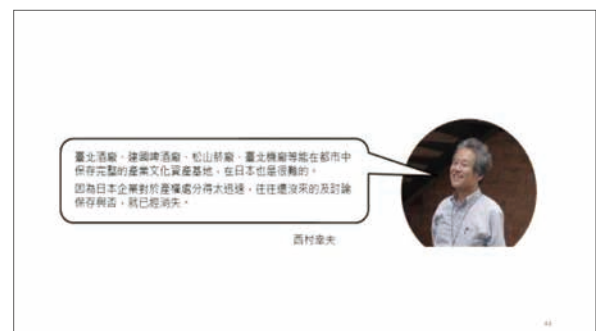 臺北酒廠、建國啤酒廠、松山菸廠、臺北機廠等能在都市中
保存完整的產業文化資產基地，在日本也是很難的。
因為日本企業對於產權處分得太迅速，往往還沒來的及討論
保存與否，就已經消失。
西村幸夫